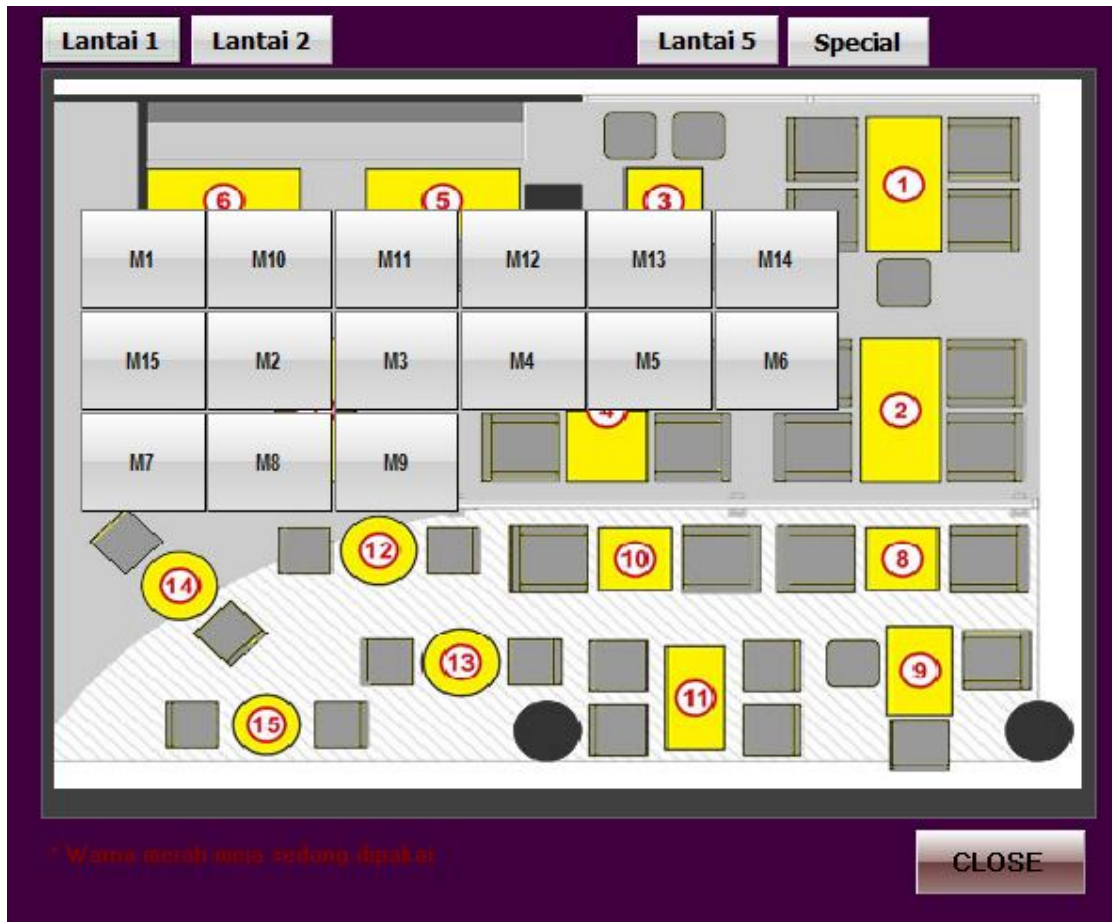 Lantai 1 Lantai 2 Lantai 5 Special
1
6 5 3
M1 M10 M11 M12 M13 M14
M15 M2 M3 M4 M5 M6
4 2
M7 M8 M9
12 10 8
14
13 9
11
15
* Warna merah meja sedang dipakai
CLOSE